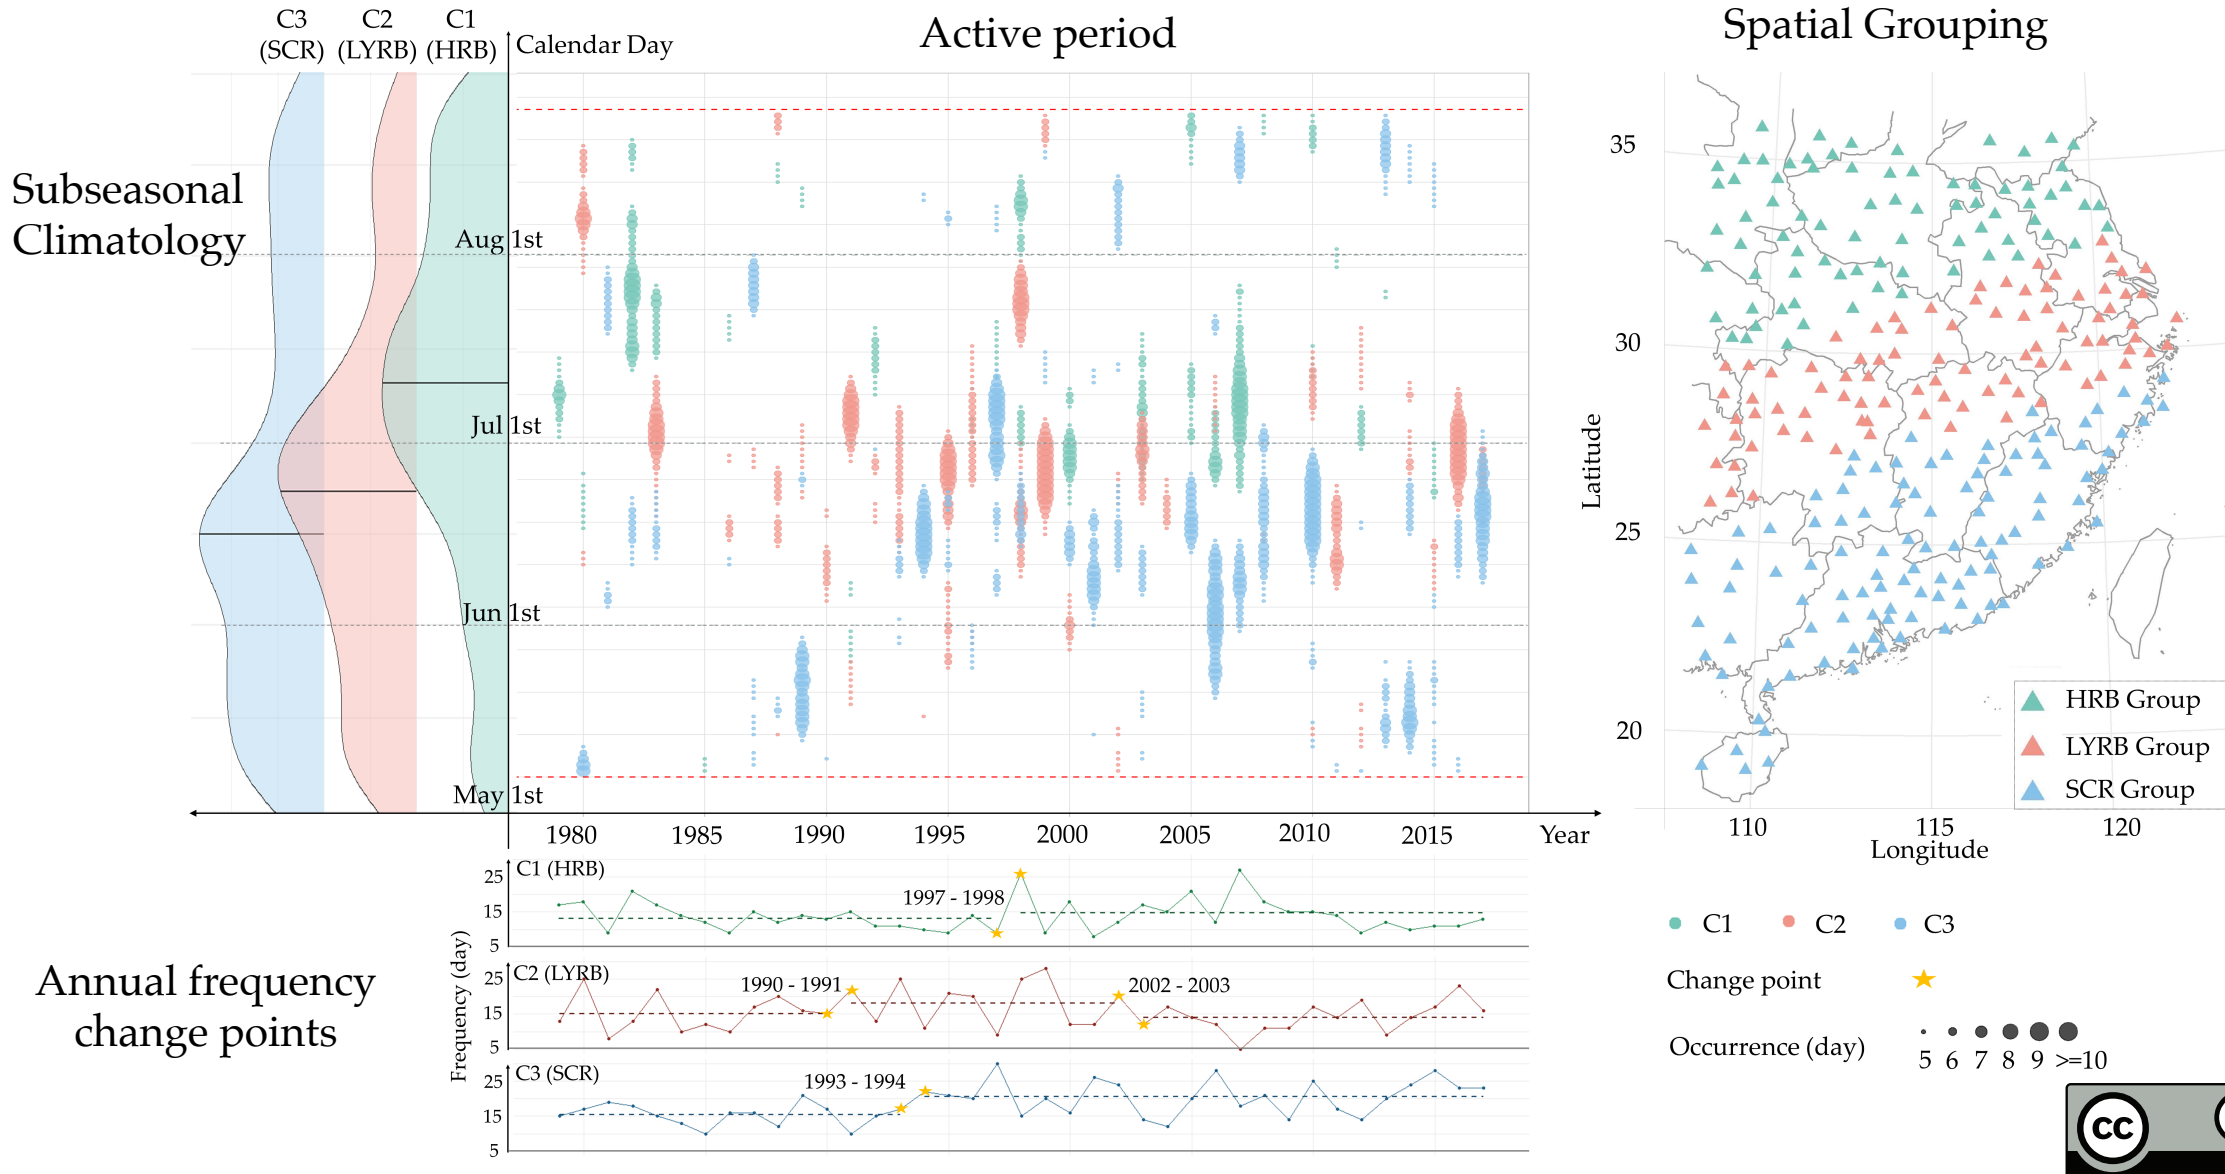 C3
(SCR)
C2
(LYRB)
C1
(HRB)
Calendar Day
Active period
Spatial Grouping
Subseasonal
Climatology
Aug 1st
Jul 1st
Jun 1st
May 1st
1980 1985 1990 1995 2000 2005 2010 2015 Year
Latitude
35
30
25
20
110 115 120
Longitude
HRB Group
LYRB Group
SCR Group
Annual frequency
change points
Frequency (day)
C1 (HRB)
25
15
5
1997 - 1998
C2 (LYRB)
25
15
5
1990 - 1991
2002 - 2003
C3 (SCR)
25
15
5
1993 - 1994
C1 C2 C3
Change point
Occurrence (day)
5 6 7 8 9 >=10
cc